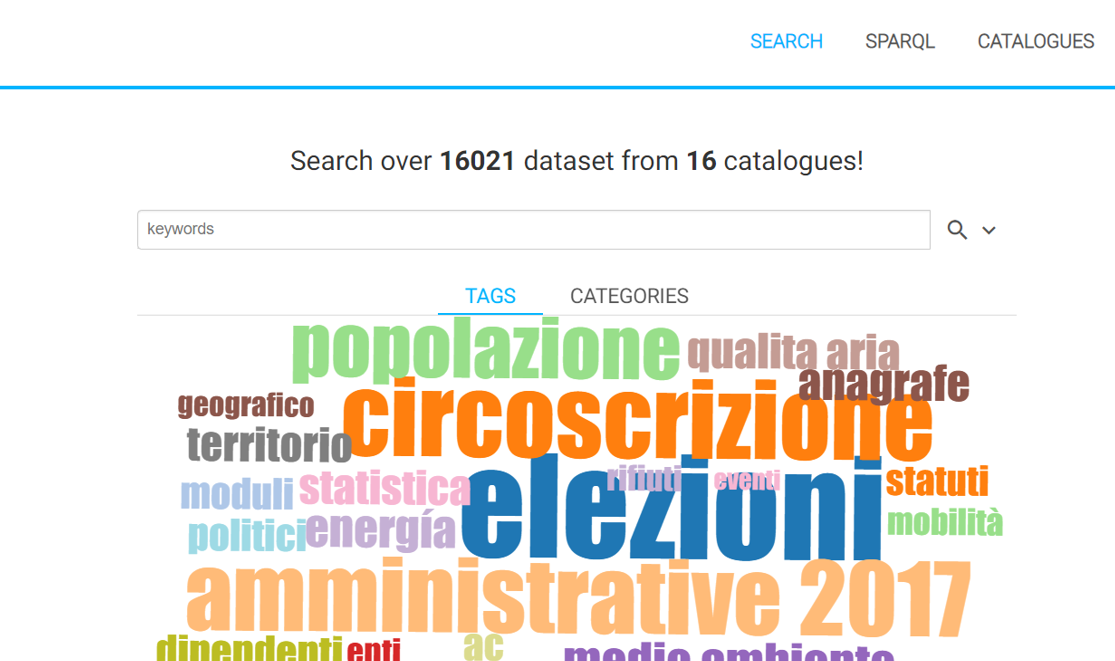 SEARCH SPARQL CATALOGUES
Search over 16021 dataset from 16 catalogues!
keywords
TAGS CATEGORIES
popolazione qualita aria
anagrafe
geografico circoscrizione
territorio
moduli statistica elezioni rifiuti eventi statuti
politici energía mobilità
amministrative 2017
dipendenti enti ac medio ambiente